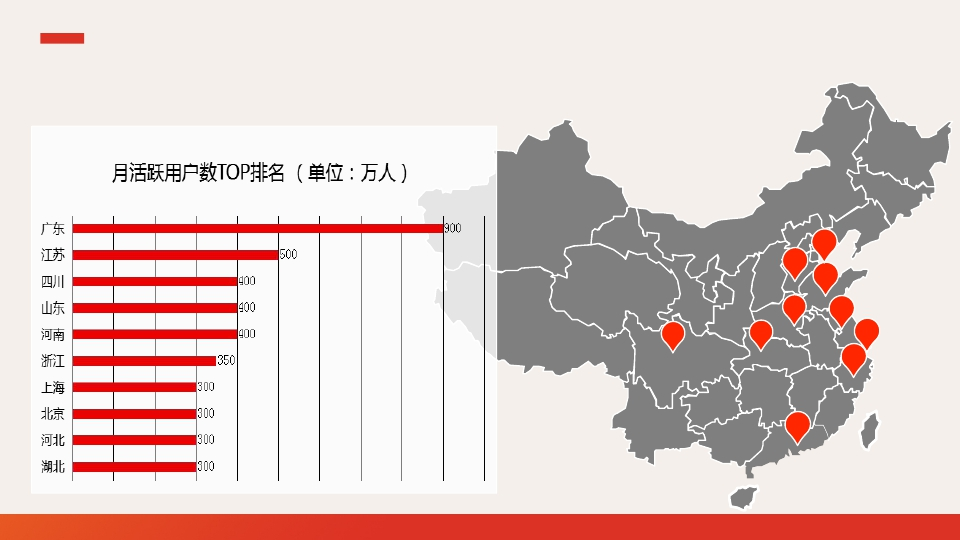 月活跃用户数TOP排名（单位：万人）
广东 900
江苏 500
四川 400
山东 400
河南 400
浙江 350
上海 300
北京 300
河北 300
湖北 300